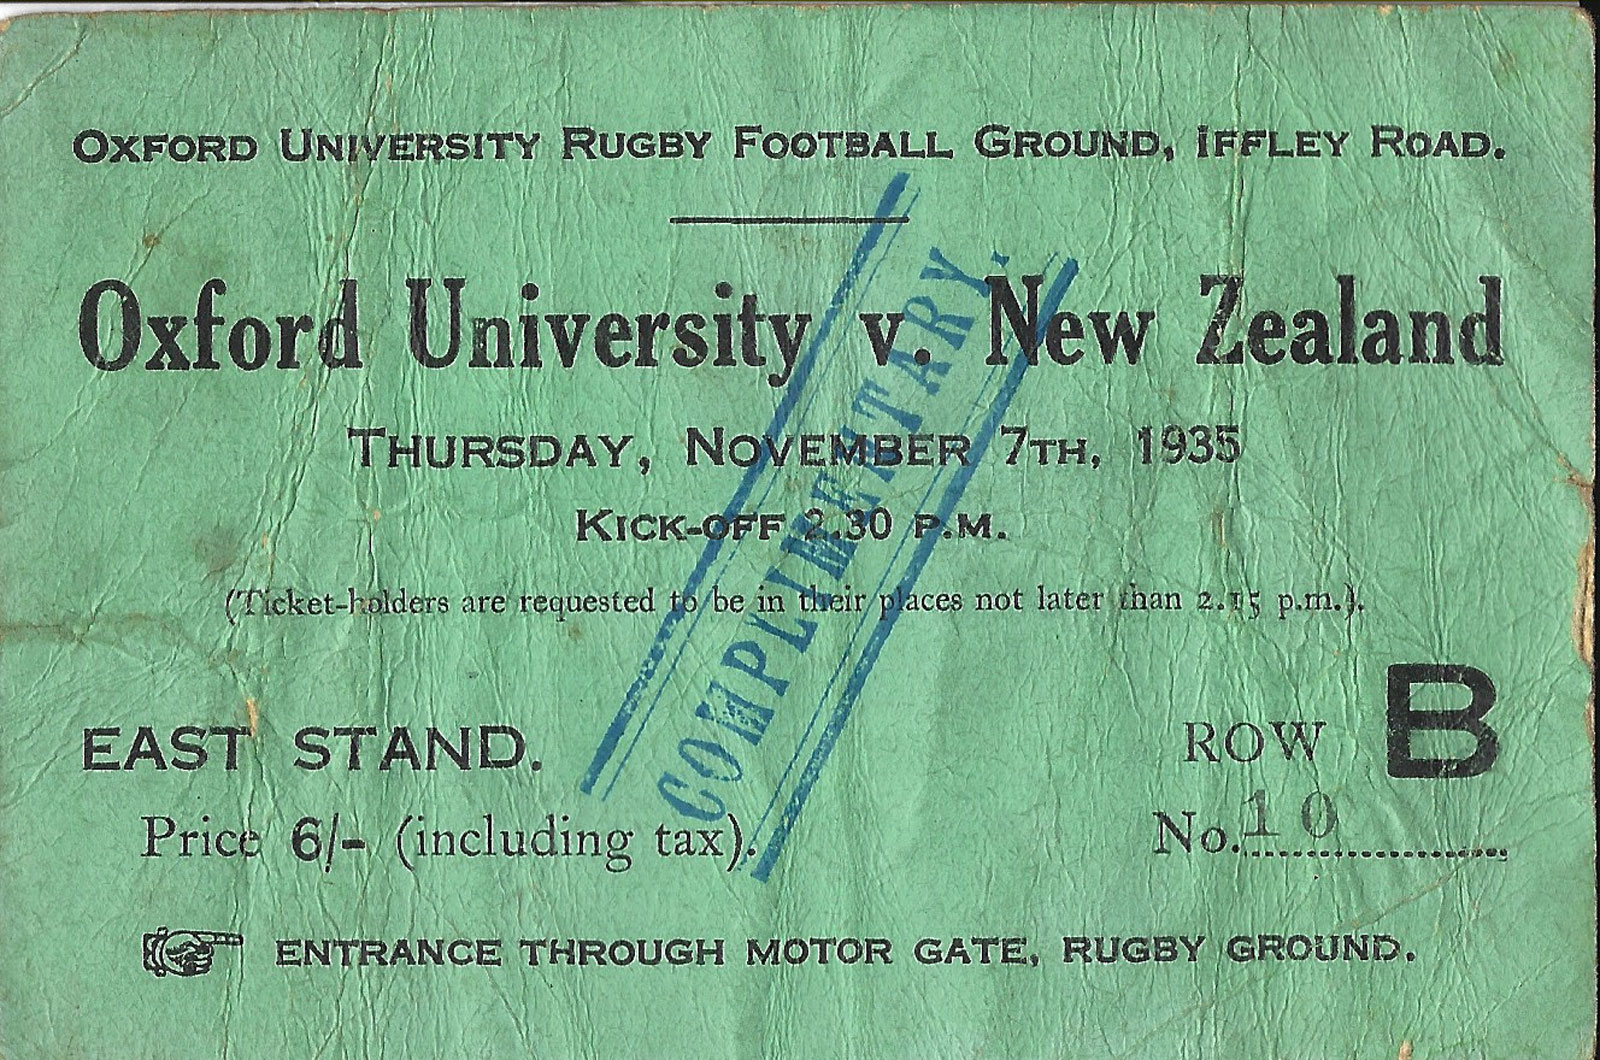 OXFORD UNIVERSITY RUGBY FOOTBALL GROUND, IFFLEY ROAD.
Oxford University v. New Zealand
THURSDAY, NOVEMBER 7TH, 1935
KICK-OFF 2.30 P.M.
(Ticket-holders are requested to be in their places not later than 2.15 p.m.).
COMPLIMENTARY.
EAST STAND.
ROW B
Price 6/- (including tax).
No. 10
ENTRANCE THROUGH MOTOR GATE, RUGBY GROUND.